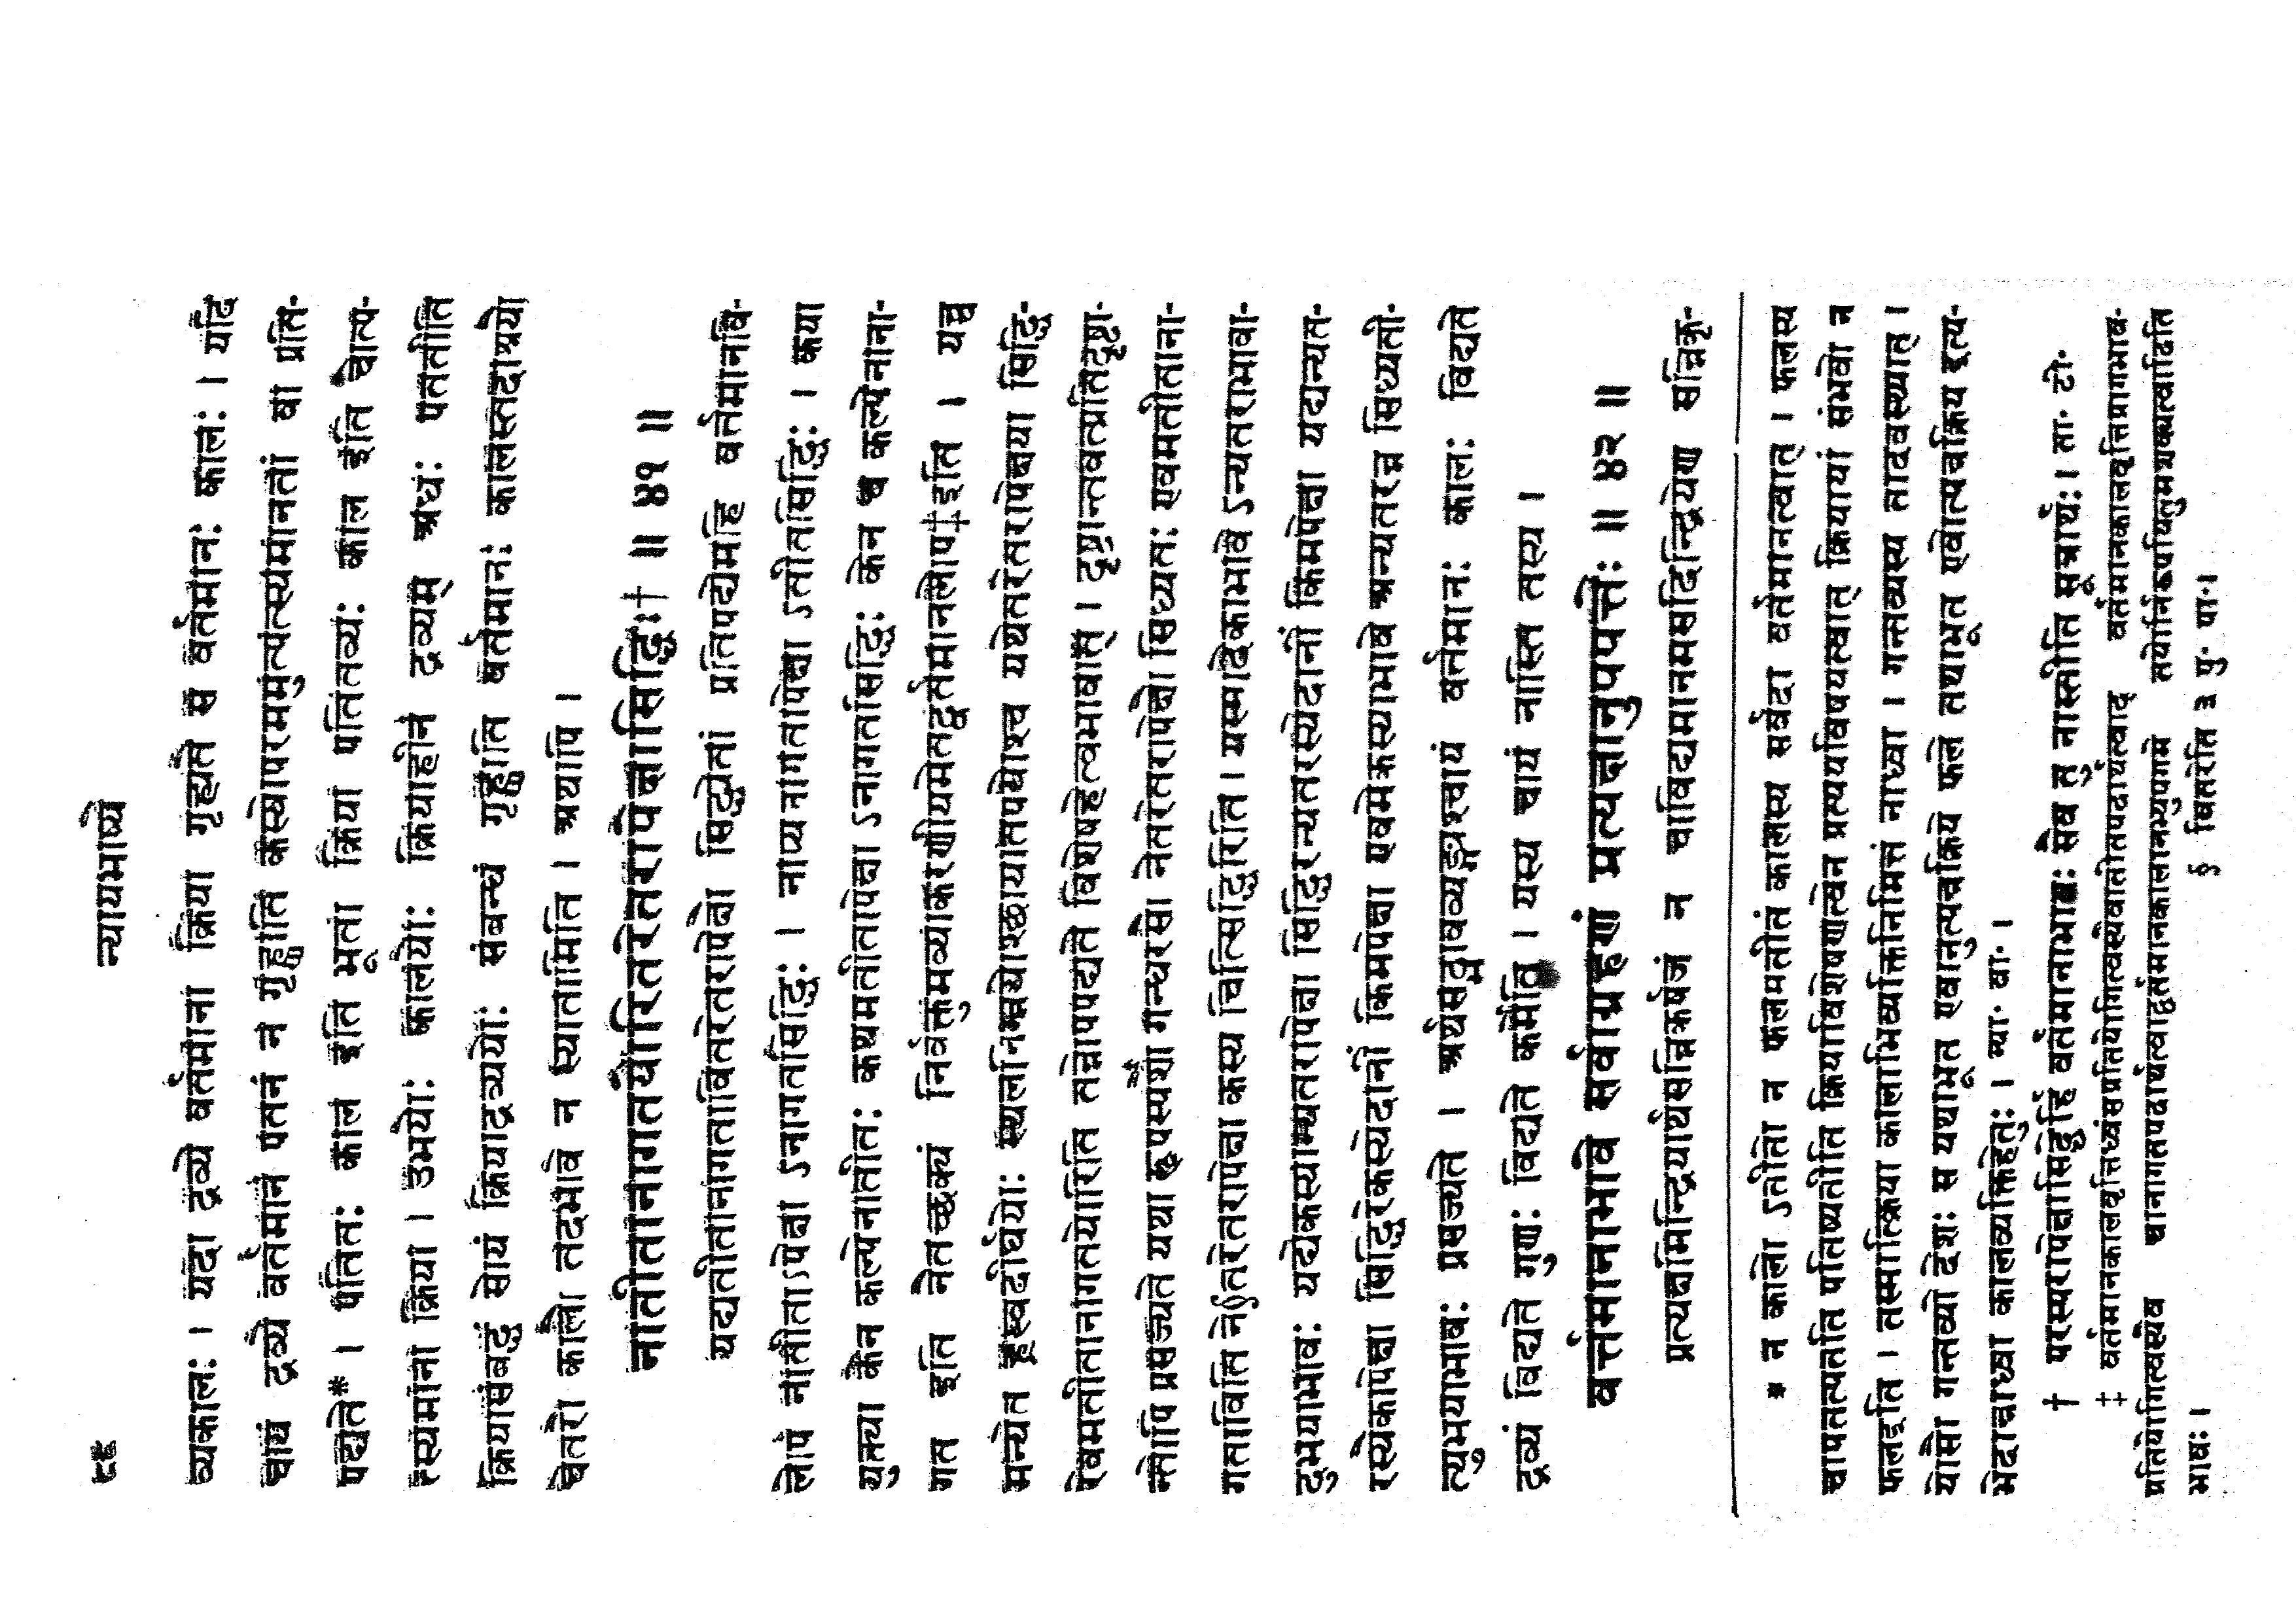 ८६ न्यायभाष्ये
व्यकालः । यदा द्रव्ये वर्तमाना क्रिया गृह्यते स वर्तमानः कालः । यदि
चायं द्रव्ये वर्तमानं पतनं न गृह्णाति कस्योपरममुत्पत्स्यमानतां वा प्रति-
पद्यते* । पतितः काल इति भूता क्रिया पतितव्यः काल इति चोत्प-
त्स्यमाना क्रिया । उभयोः कालयोः क्रियाहीनं द्रव्यम् अधः पततीति
क्रियासंबद्धं सोयं क्रियाद्रव्ययोः संबन्धं गृह्णाति वर्तमानः कालस्तदाश्रयौ
चेतरौ कालौ तदभावे न स्यातामिति । अथापि ।
नातीतानागतयोरितरेतरापेक्षासिद्धिः† ॥ ४१ ॥
यद्यतीतानागतावितरेतरापेक्षौ सिद्ध्येतां प्रतिपद्येमहि वर्त्तमानवि-
लोपं नातीताऽपेक्षा ऽनागतसिद्धिः । नाप्यनागतापेक्षा ऽतीतसिद्धिः । कया
युक्त्या केन कल्पेनातीतः कथमतीतापेक्षा ऽनागतसिद्धिः केन च कल्पेनाना-
गत इति नैतच्छक्यं निर्वक्तुमव्याकरणीयमेतद्वर्तमानलोप‡इति । यच्च
मन्येत ह्रस्वदीर्घयोः स्थलनिम्नयोश्छायातपयोश्च यथेतरेतरापेक्षया सिद्धि-
रेवमतीतानागतयोरिति तन्नोपपद्यते विशेषहेत्वभावात् । दृष्टान्तवत्प्रतिदृष्टा-
न्तोपि प्रसज्यते यथा रूपस्पर्शौ गन्धरसौ नेतरेतरापेक्षौ सिध्यतः एवमतीताना-
गताविति ने§तरेतरापेक्षा कस्य चित्सिद्धिरिति । यस्मादेकाभावे ऽन्यतराभावा-
दुभयाभावः यद्येकस्यान्यतरापेक्षा सिद्धिरन्यतरस्येदानीं किमपेक्षा यद्यन्यत-
रस्यैकापेक्षा सिद्धिरेकस्येदानीं किमपेक्षा एवमेकस्याभावे अन्यतरन्न सिध्यती-
त्युभयाभावः प्रसज्यते । अर्थसद्भावव्यङ्ग्यश्चायं वर्त्तमानः कालः विद्यते
द्रव्यं विद्यते गुणः विद्यते कर्मेति । यस्य चायं नास्ति तस्य ।
वर्त्तमानाभावे सर्वाग्रहणं प्रत्यक्षानुपपत्तेः ॥ ४२ ॥
प्रत्यक्षमिन्द्रियार्थसन्निकर्षजं न चाविद्यमानमसदिन्द्रियेण सन्निकृ-
* न कालो ऽतीतो न फलमतीतं कालस्य सर्वदा वर्तमानत्वात् । फलस्य
चापतत्पतति पतिष्यतीति क्रियाविशेषणत्वेन प्रत्ययविषयत्वात् क्रियायां संभवो न
फलइति । तस्मात्क्रिया कालाभिव्यक्तिनिमित्तं नाध्वा । गन्तव्यस्य तादवस्थ्यात् ।
योसौ गन्तव्यो देशः स यथाभूत एवानुत्पन्नक्रिये फले तथाभूत एवोत्पन्नक्रिय इत्य-
भेदान्नाध्वा कालव्यक्तिहेतुः । न्या॰ वा॰ ।
† परस्परापेक्षासिद्धेर्हि वर्तमानाभावः सैव तु नास्तीति सूत्रार्थः । ता॰ टी॰
‡ वर्तमानकालवृत्तिध्वंसप्रतियोगित्वस्यैवातीतपदार्थत्वाद् वर्तमानकालवृत्तिप्रागभाव-
प्रतियोगित्वस्यैव चानागतपदार्थत्वाद्वर्तमानकालानभ्युपगमे तयोर्निरूपयितुमशक्यत्वादिति
भावः । § वितरेति ३ पु॰ पा॰ ।